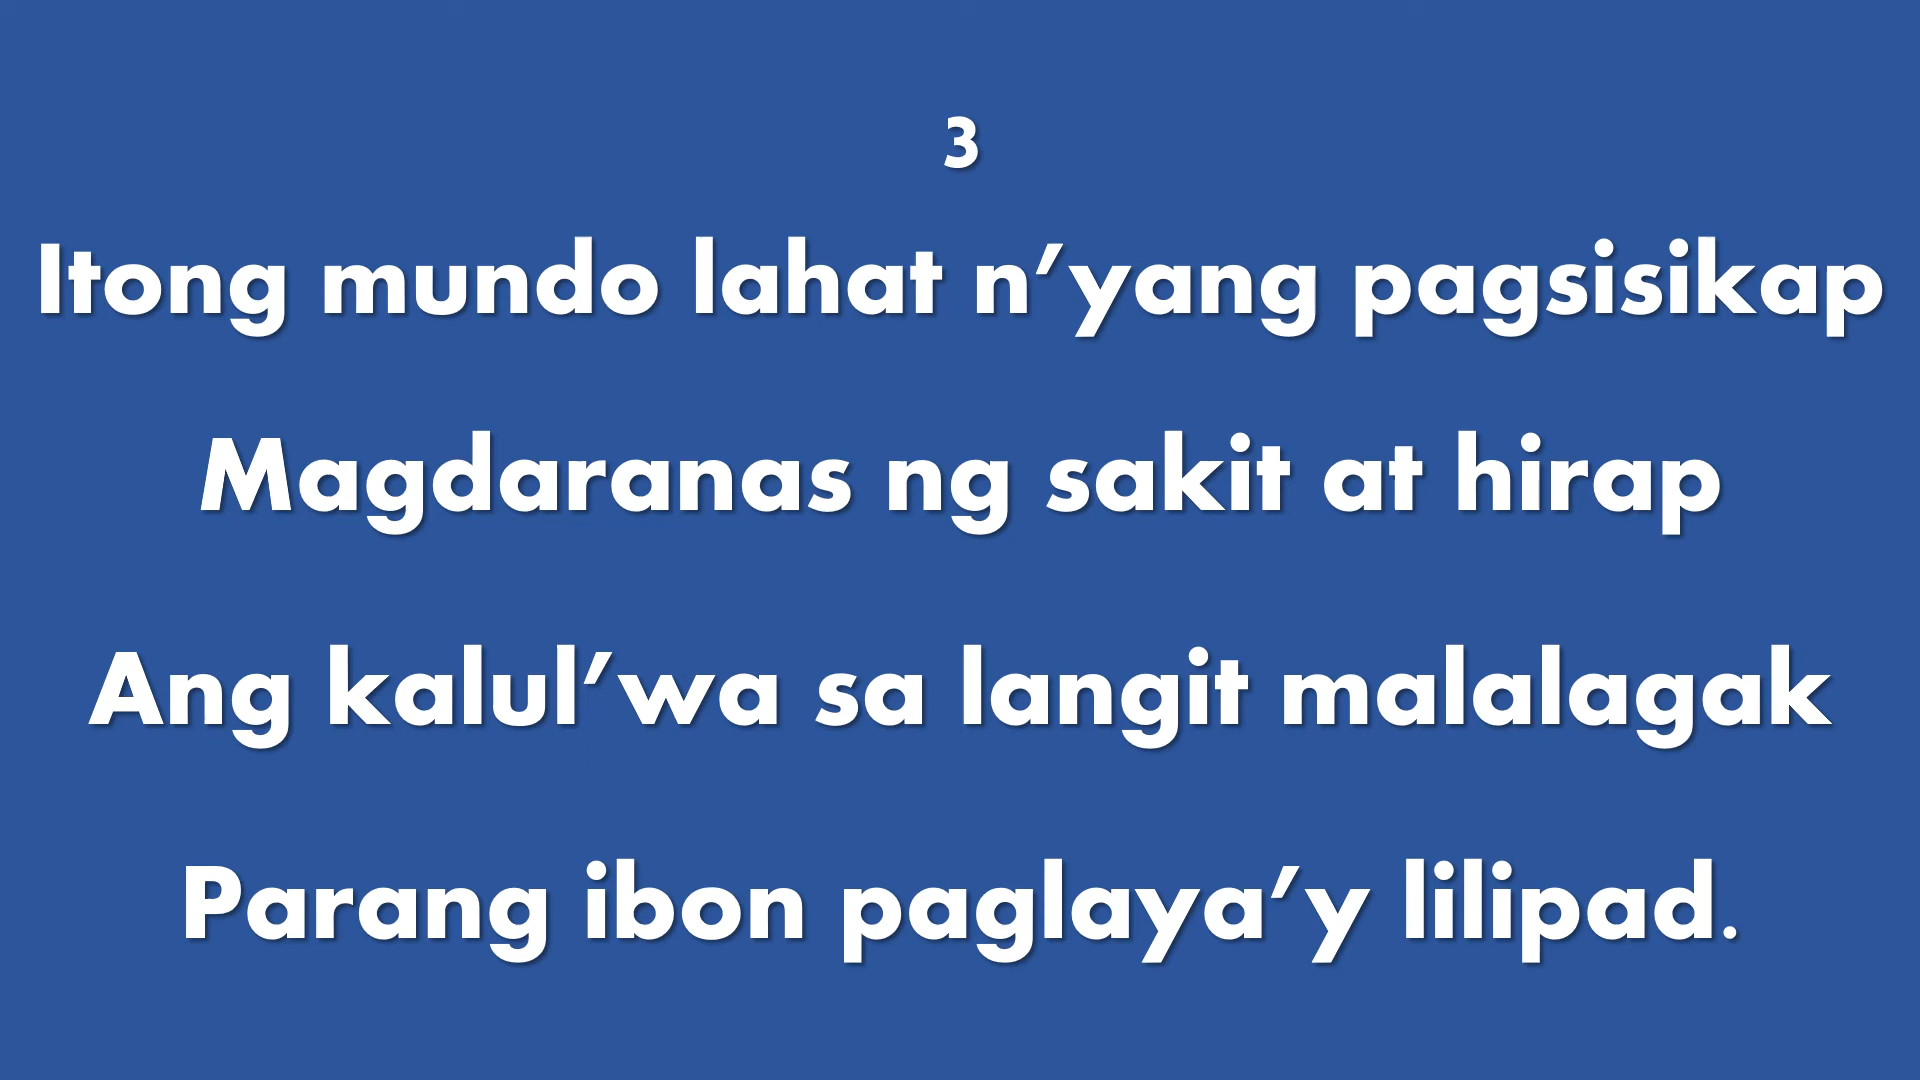 3
Itong mundo lahat n’yang pagsisikap
Magdaranas ng sakit at hirap
Ang kalul’wa sa langit malalagak
Parang ibon paglaya’y lilipad.